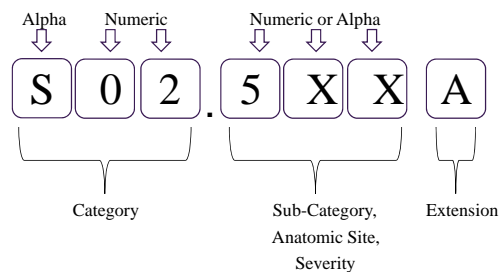 Alpha Numeric Numeric or Alpha
S 0 2 . 5 X X A
Category Sub-Category, Extension
Anatomic Site,
Severity